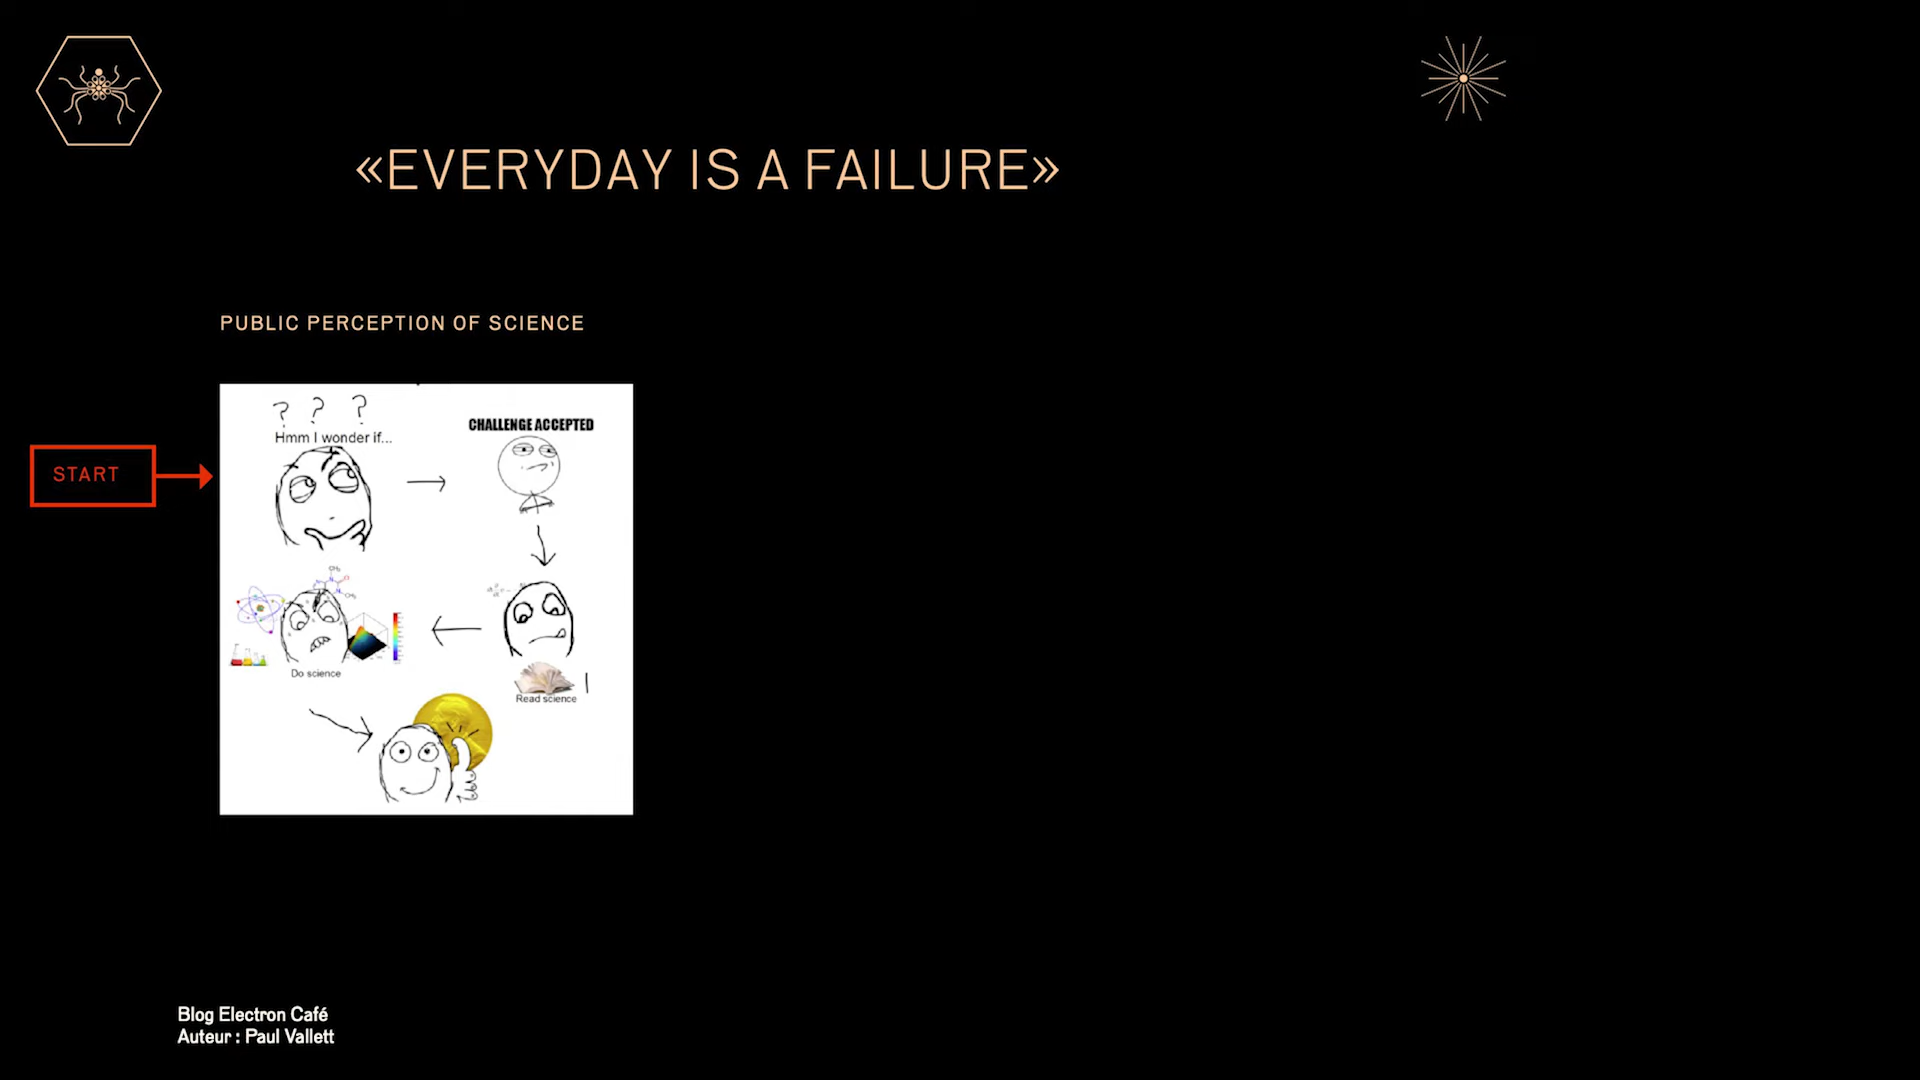 «EVERYDAY IS A FAILURE»
PUBLIC PERCEPTION OF SCIENCE
START
? ? ?
Hmm I wonder if...
CHALLENGE ACCEPTED
Do science
Read science
Blog Electron Café
Auteur : Paul Vallett